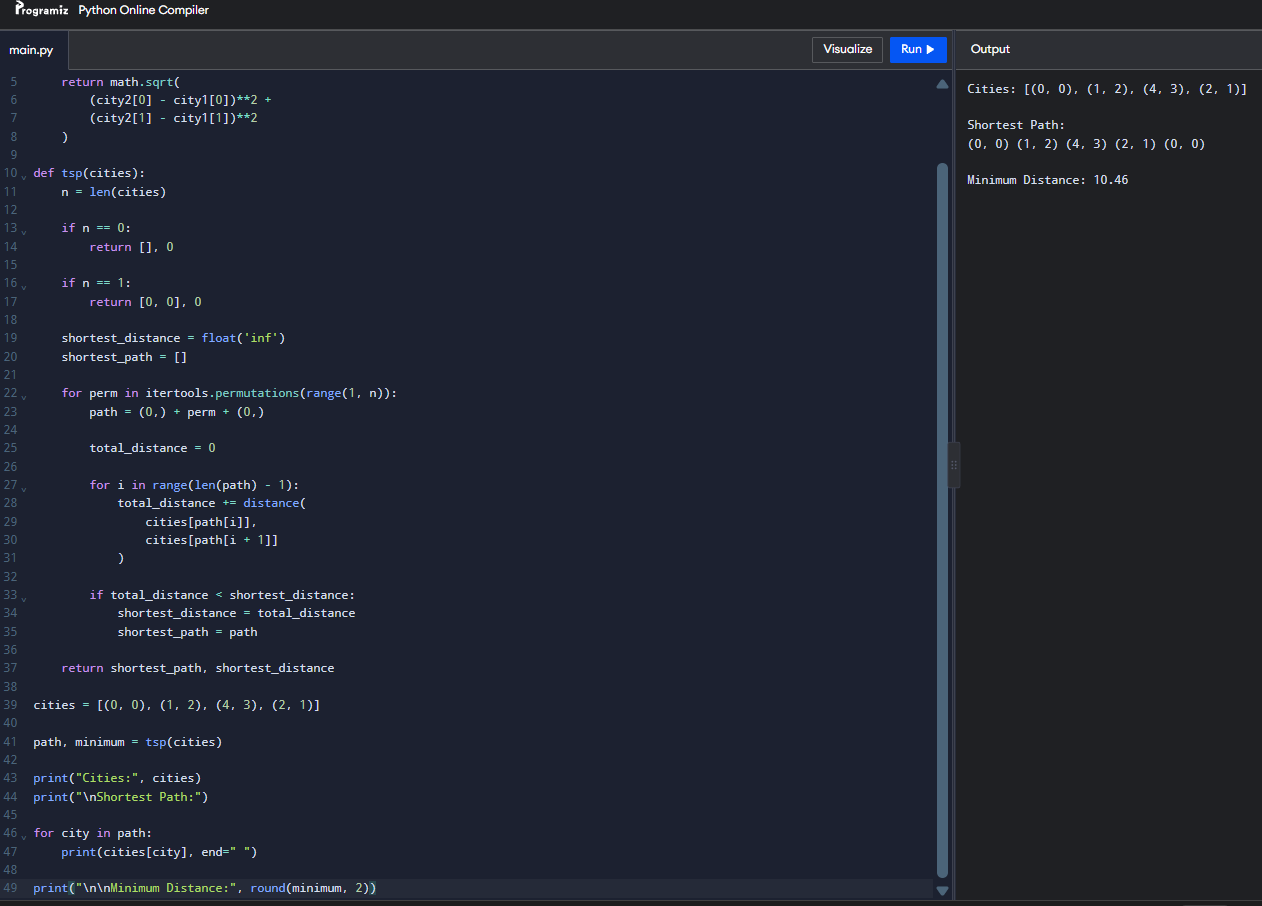 Programiz Python Online Compiler
main.py Visualize Run Output
5 return math.sqrt(
6 (city2[0] - city1[0])**2 +
7 (city2[1] - city1[1])**2
8 )
9
10 def tsp(cities):
11 n = len(cities)
12
13 if n == 0:
14 return [], 0
15
16 if n == 1:
17 return [0, 0], 0
18
19 shortest_distance = float('inf')
20 shortest_path = []
21
22 for perm in itertools.permutations(range(1, n)):
23 path = (0,) + perm + (0,)
24
25 total_distance = 0
26
27 for i in range(len(path) - 1):
28 total_distance += distance(
29 cities[path[i]],
30 cities[path[i + 1]]
31 )
32
33 if total_distance < shortest_distance:
34 shortest_distance = total_distance
35 shortest_path = path
36
37 return shortest_path, shortest_distance
38
39 cities = [(0, 0), (1, 2), (4, 3), (2, 1)]
40
41 path, minimum = tsp(cities)
42
43 print("Cities:", cities)
44 print("\nShortest Path:")
45
46 for city in path:
47 print(cities[city], end=" ")
48
49 print("\n\nMinimum Distance:", round(minimum, 2))
Cities: [(0, 0), (1, 2), (4, 3), (2, 1)]
Shortest Path:
(0, 0) (1, 2) (4, 3) (2, 1) (0, 0)
Minimum Distance: 10.46